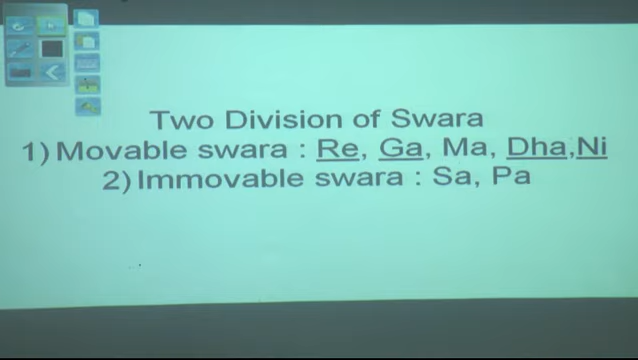 Two Division of Swara
1) Movable swara : Re, Ga, Ma, Dha,Ni
2) Immovable swara : Sa, Pa